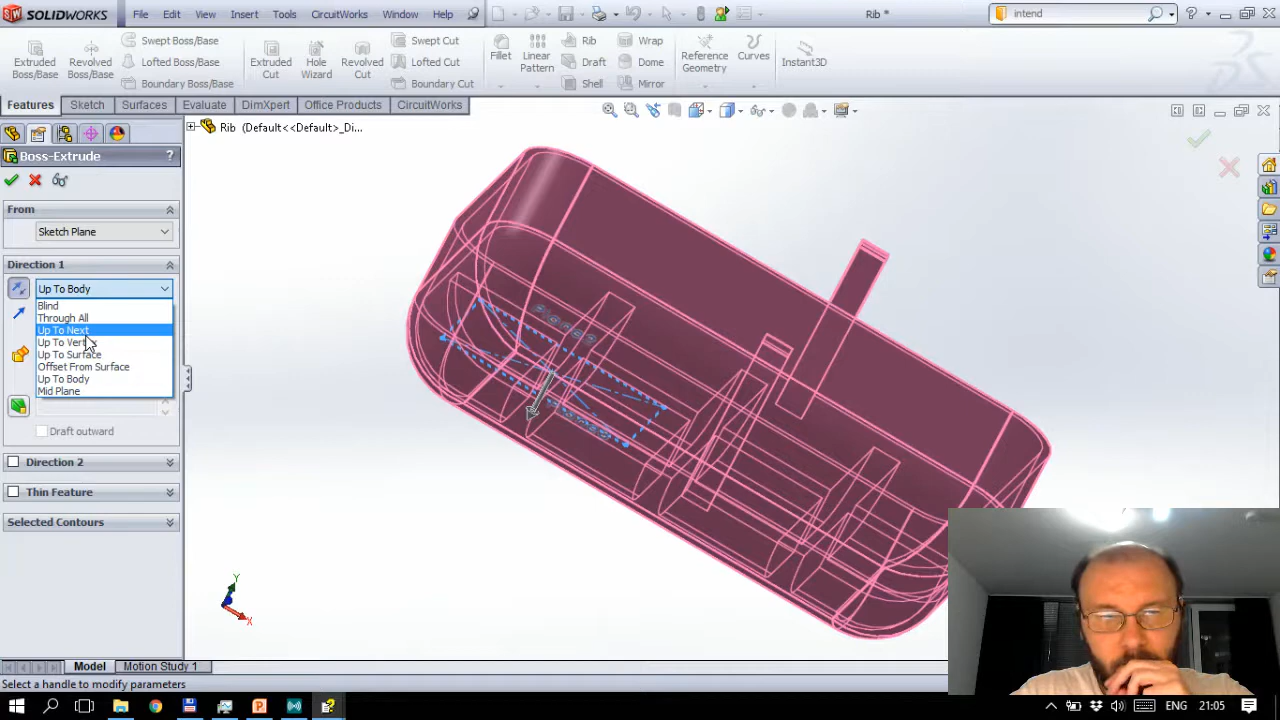 SOLIDWORKS File Edit View Insert Tools CircuitWorks Window Help Rib * intend
Extruded Boss/Base
Revolved Boss/Base
Swept Boss/Base
Lofted Boss/Base
Boundary Boss/Base
Extruded Cut
Hole Wizard
Revolved Cut
Swept Cut
Lofted Cut
Boundary Cut
Fillet
Linear Pattern
Rib
Draft
Shell
Wrap
Dome
Mirror
Reference Geometry
Curves
Instant3D
Features Sketch Surfaces Evaluate DimXpert Office Products CircuitWorks
Rib (Default<<Default>_Di...
Boss-Extrude ?
From
Sketch Plane
Direction 1
Up To Body
Blind
Through All
Up To Next
Up To Vertex
Up To Surface
Offset From Surface
Up To Body
Mid Plane
Draft outward
Direction 2
Thin Feature
Selected Contours
Y
X
Model Motion Study 1
Select a handle to modify parameters
ENG 21:05